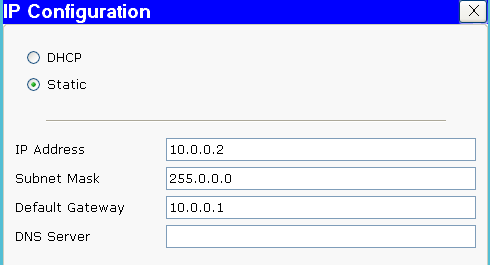 IP Configuration
X
DHCP
Static
IP Address 10.0.0.2
Subnet Mask 255.0.0.0
Default Gateway 10.0.0.1
DNS Server